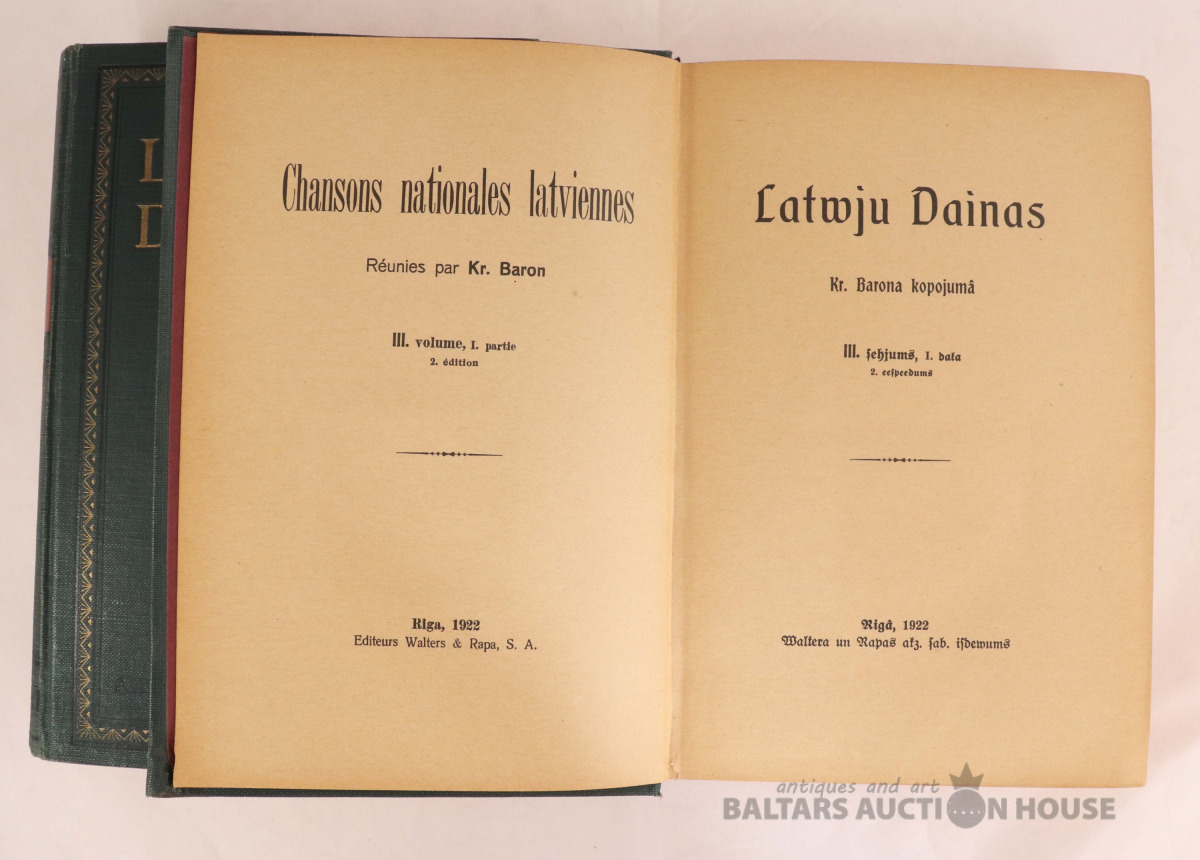 L
D
Chansons nationales latviennes
Réunies par Kr. Baron
III. volume, I. partie
2. édition
Riga, 1922
Editeurs Walters & Rapa, S. A.
Latwju Dainas
Kr. Barona kopojumâ
III. ſehjums, I. daļa
2. eeſpeedums
Rigâ, 1922
Waltera un Rapas akz. ſab. iſdewums
antiques and art
BALTARS AUCTION HOUSE